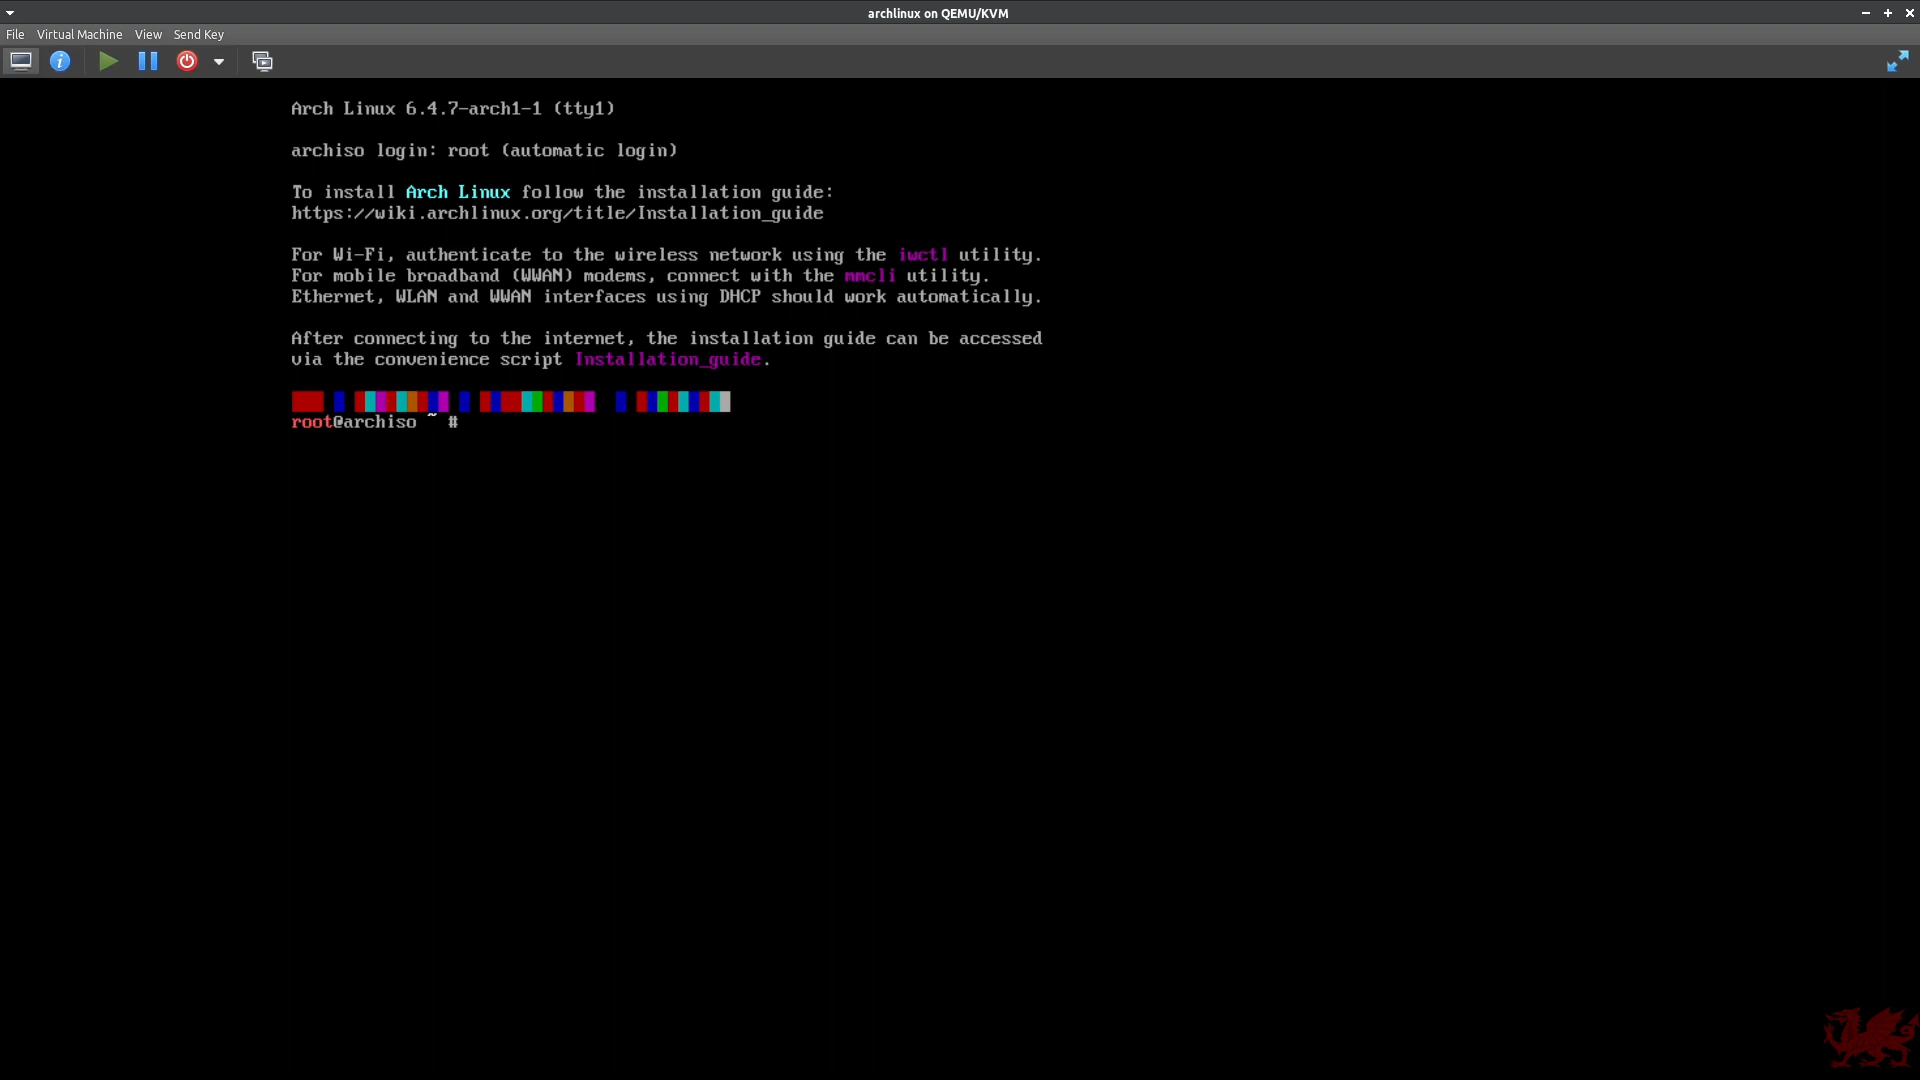 archlinux on QEMU/KVM
File Virtual Machine View Send Key
Arch Linux 6.4.7-arch1-1 (tty1)
archiso login: root (automatic login)
To install Arch Linux follow the installation guide:
https://wiki.archlinux.org/title/Installation_guide
For Wi-Fi, authenticate to the wireless network using the iwctl utility.
For mobile broadband (WWAN) modems, connect with the mmcli utility.
Ethernet, WLAN and WWAN interfaces using DHCP should work automatically.
After connecting to the internet, the installation guide can be accessed
via the convenience script Installation_guide.
root@archiso ~ #